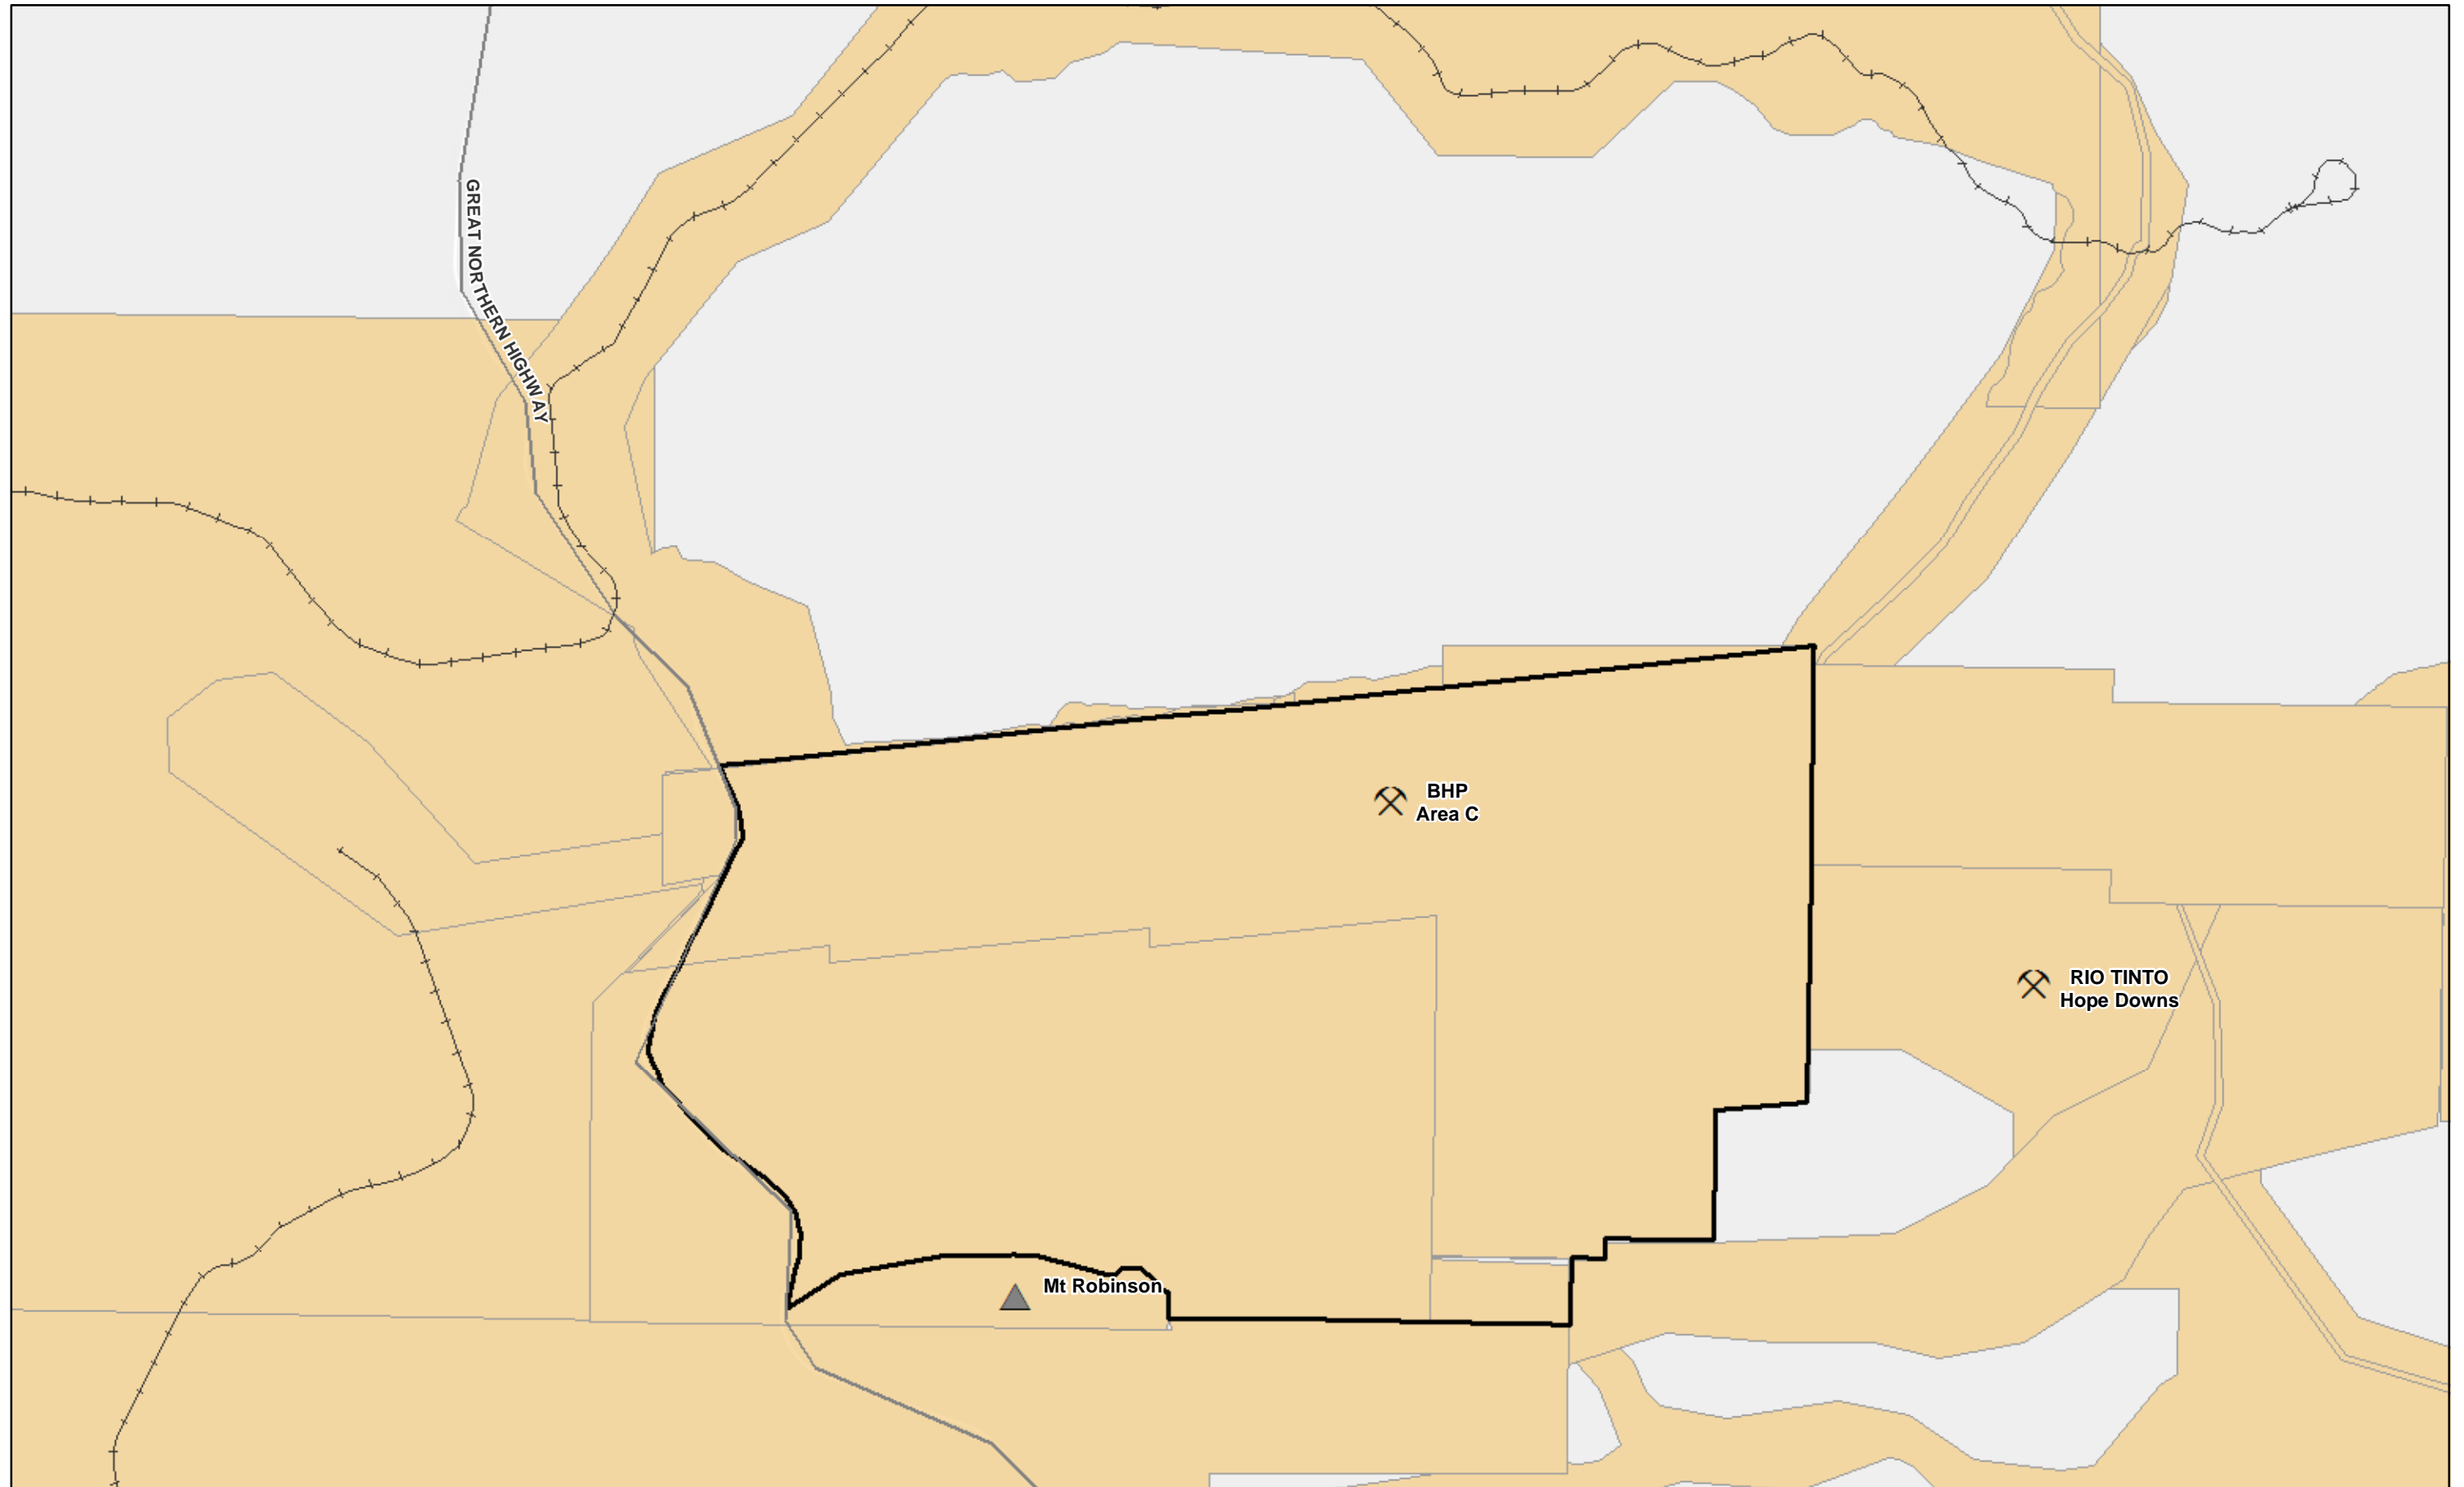 GREAT NORTHERN HIGHWAY
BHP
Area C
RIO TINTO
Hope Downs
Mt Robinson